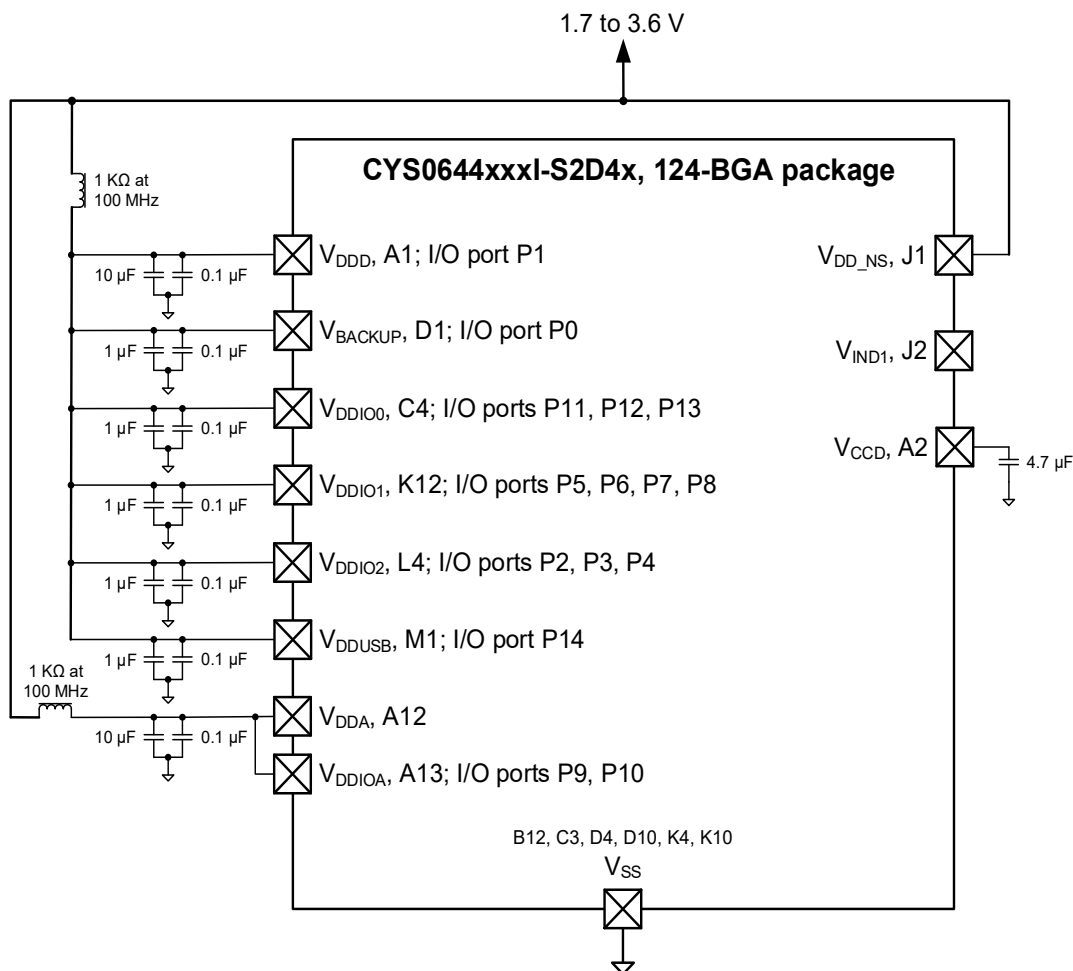 1.7 to 3.6 V
CYS0644xxxI-S2D4x, 124-BGA package
1 KΩ at
100 MHz
10 µF
0.1 µF
VDDD, A1; I/O port P1
VDD_NS, J1
1 µF
0.1 µF
VBACKUP, D1; I/O port P0
VIND1, J2
1 µF
0.1 µF
VDDIO0, C4; I/O ports P11, P12, P13
VCCD, A2
4.7 µF
1 µF
0.1 µF
VDDIO1, K12; I/O ports P5, P6, P7, P8
1 µF
0.1 µF
VDDIO2, L4; I/O ports P2, P3, P4
1 µF
0.1 µF
VDDUSB, M1; I/O port P14
1 KΩ at
100 MHz
10 µF
0.1 µF
VDDA, A12
VDDIOA, A13; I/O ports P9, P10
B12, C3, D4, D10, K4, K10
VSS